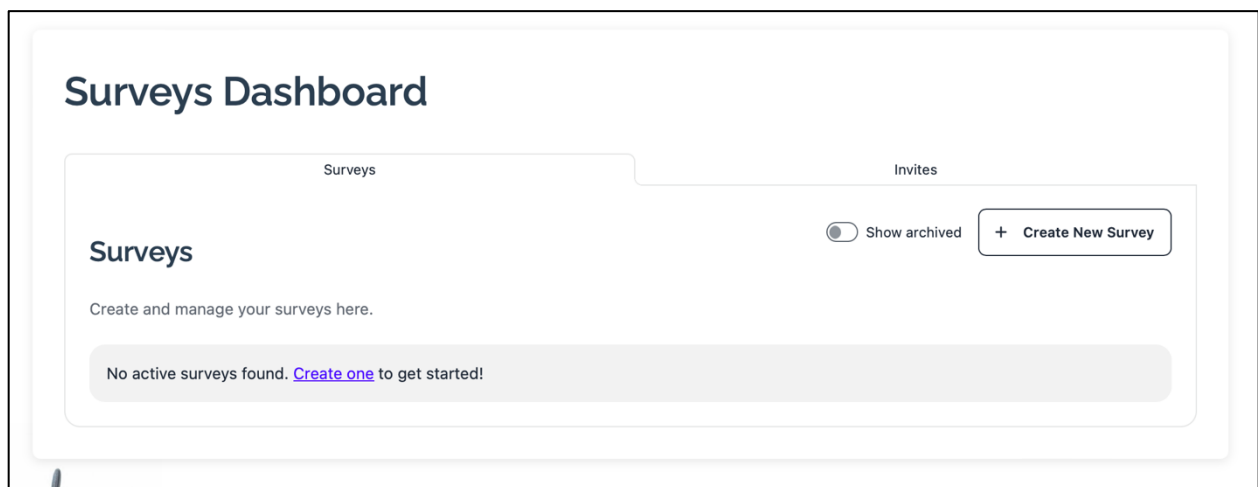 Surveys Dashboard
Surveys
Invites
Show archived
+ Create New Survey
Surveys
Create and manage your surveys here.
No active surveys found. Create one to get started!